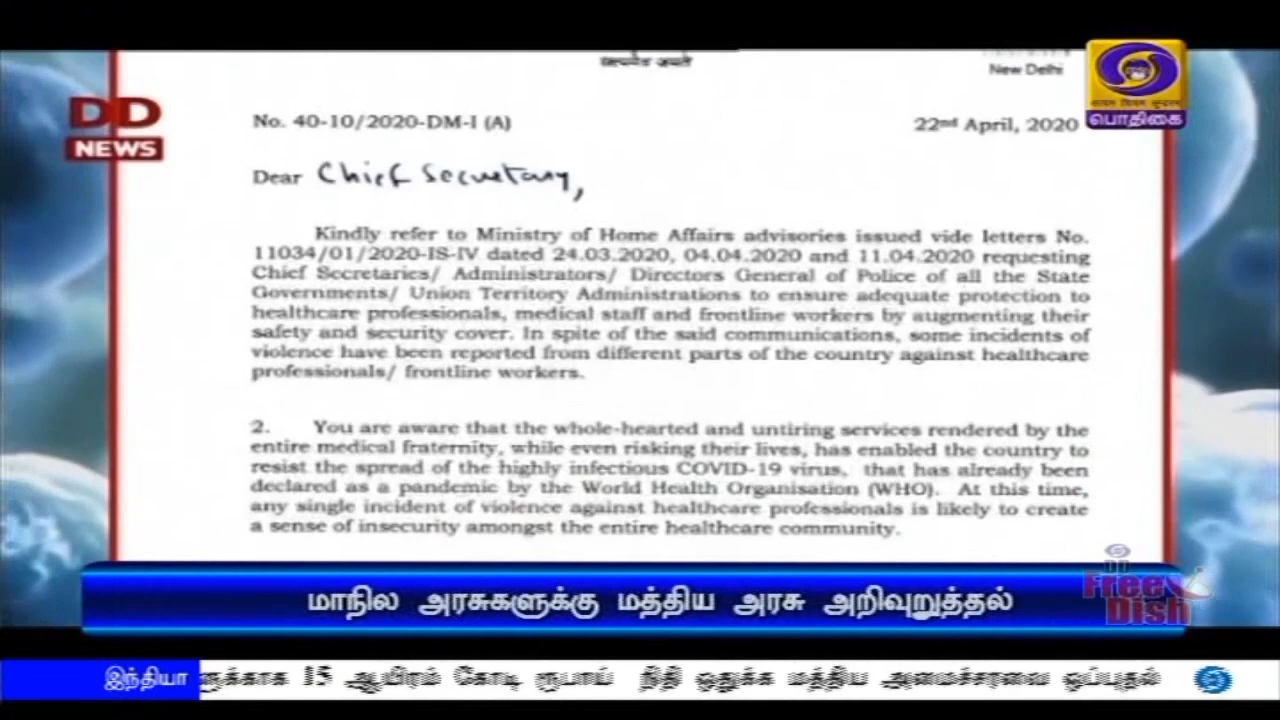 New Delhi
No. 40-10/2020-DM-I (A)
22nd April, 2020
Dear Chief Secretary,
Kindly refer to Ministry of Home Affairs advisories issued vide letters No.
11034/01/2020-IS-IV dated 24.03.2020, 04.04.2020 and 11.04.2020 requesting
Chief Secretaries/ Administrators/ Directors General of Police of all the State
Governments/ Union Territory Administrations to ensure adequate protection to
healthcare professionals, medical staff and frontline workers by augmenting their
safety and security cover. In spite of the said communications, some incidents of
violence have been reported from different parts of the country against healthcare
professionals/ frontline workers.
2. You are aware that the whole-hearted and untiring services rendered by the
entire medical fraternity, while even risking their lives, has enabled the country to
resist the spread of the highly infectious COVID-19 virus, that has already been
declared as a pandemic by the World Health Organisation (WHO). At this time,
any single incident of violence against healthcare professionals is likely to create
a sense of insecurity amongst the entire healthcare community.
DD
NEWS
பொதிகை
மாநில அரசுகளுக்கு மத்திய அரசு அறிவுறுத்தல்
DD
Free
Dish
இந்தியா
ளுக்காக 15 ஆயிரம் கோடி ரூபாய் நிதி ஒதுக்க மத்திய அமைச்சரவை ஒப்புதல்